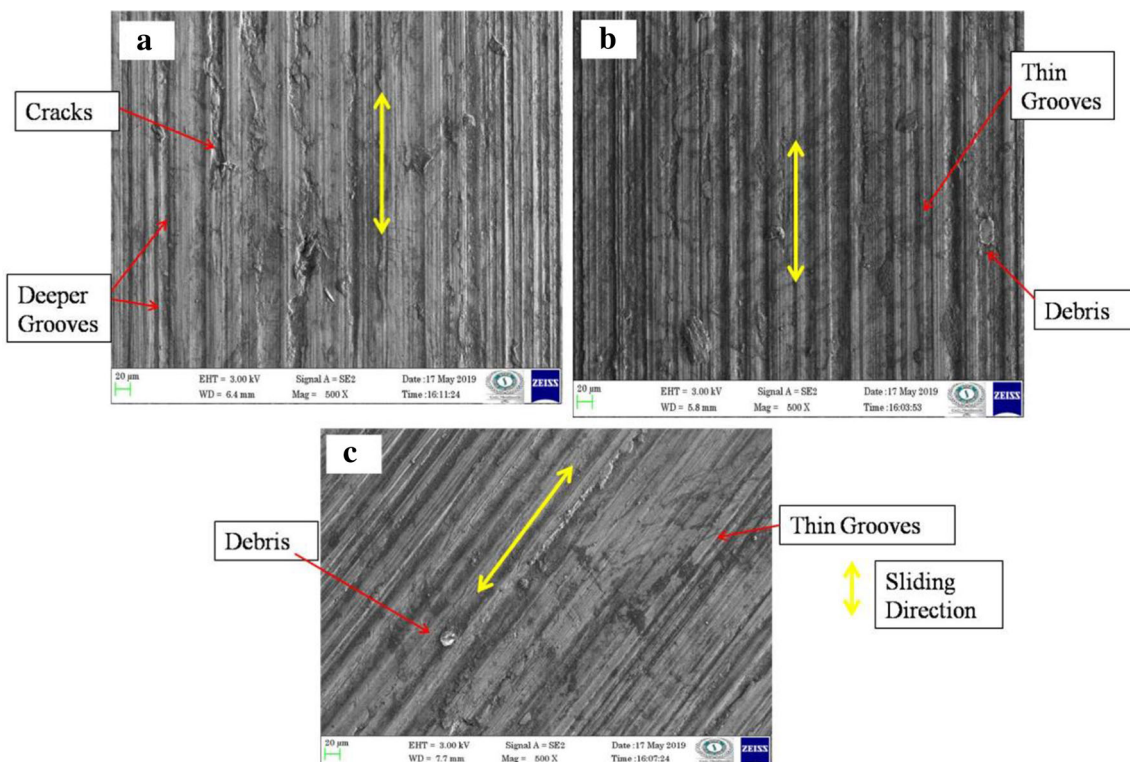 a
Cracks
Deeper
Grooves
20 µm
EHT = 3.00 kV
Signal A = SE2
Date :17 May 2019
WD = 6.4 mm
Mag = 500 X
Time :16:11:24
ZEISS
b
Thin
Grooves
Debris
20 µm
EHT = 3.00 kV
Signal A = SE2
Date :17 May 2019
WD = 5.8 mm
Mag = 500 X
Time :16:03:53
ZEISS
c
Debris
Thin Grooves
Sliding
Direction
20 µm
EHT = 3.00 kV
Signal A = SE2
Date :17 May 2019
WD = 7.7 mm
Mag = 500 X
Time :16:07:24
ZEISS